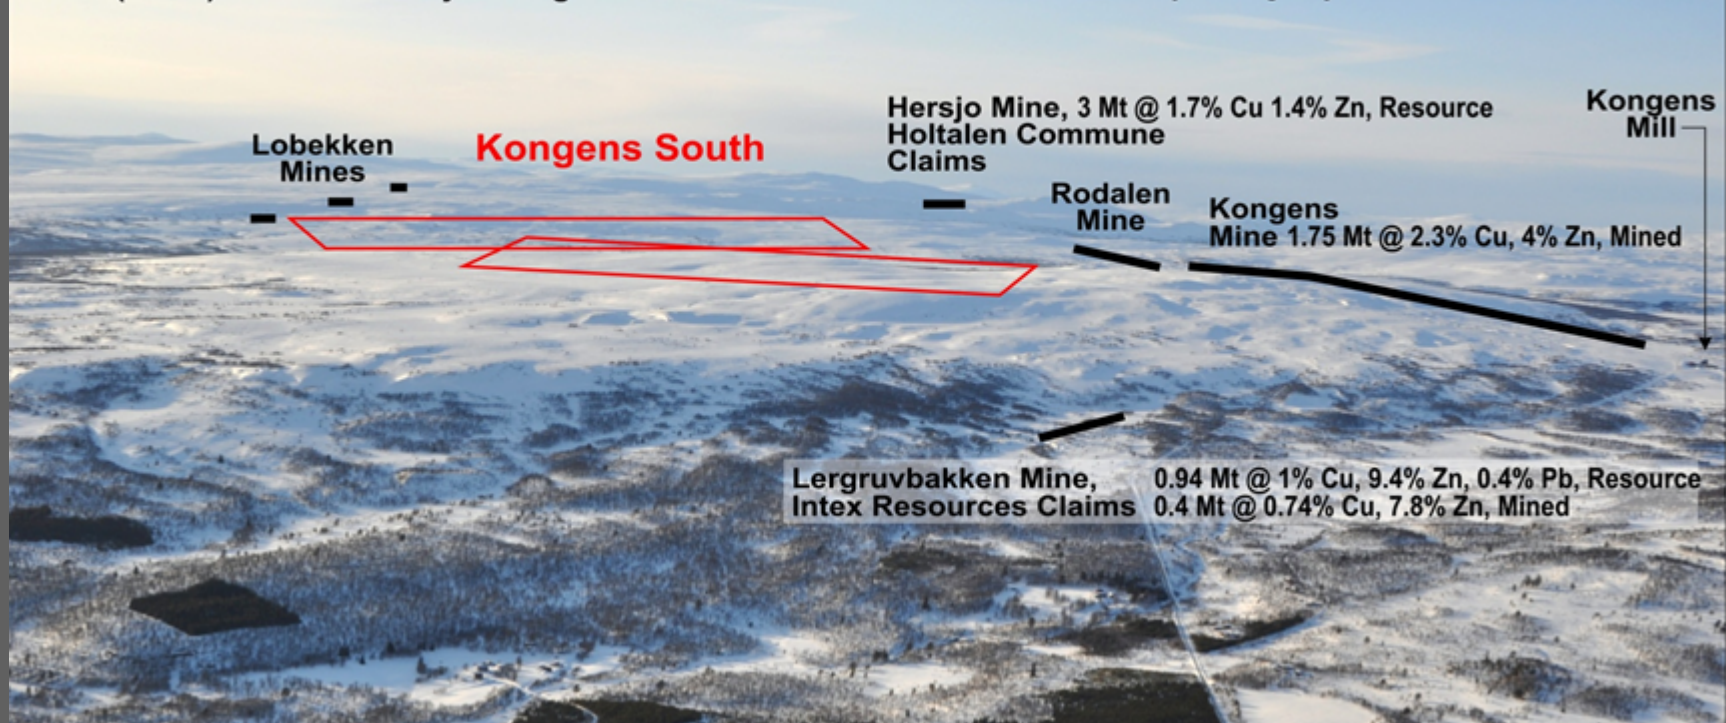 Hersjo Mine, 3 Mt @ 1.7% Cu 1.4% Zn, Resource
Holtalen Commune
Claims
Kongens
Mill
Lobekken
Mines
Kongens South
Rodalen
Mine
Kongens
Mine 1.75 Mt @ 2.3% Cu, 4% Zn, Mined
Lergruvbakken Mine, 0.94 Mt @ 1% Cu, 9.4% Zn, 0.4% Pb, Resource
Intex Resources Claims 0.4 Mt @ 0.74% Cu, 7.8% Zn, Mined